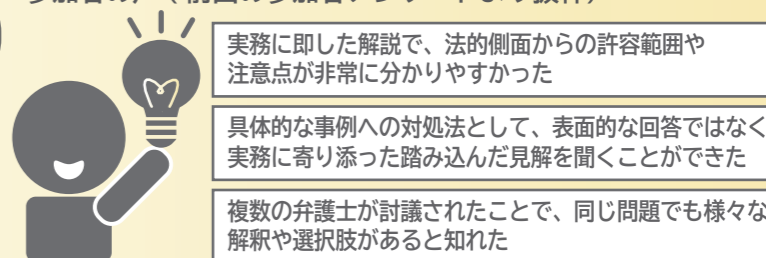 実務に即した解説で、法的側面からの許容範囲や
注意点が非常に分かりやすかった
具体的な事例への対処法として、表面的な回答ではなく
実務に寄り添った踏み込んだ見解を聞くことができた
複数の弁護士が討議されたことで、同じ問題でも様々な
解釈や選択肢があると知れた